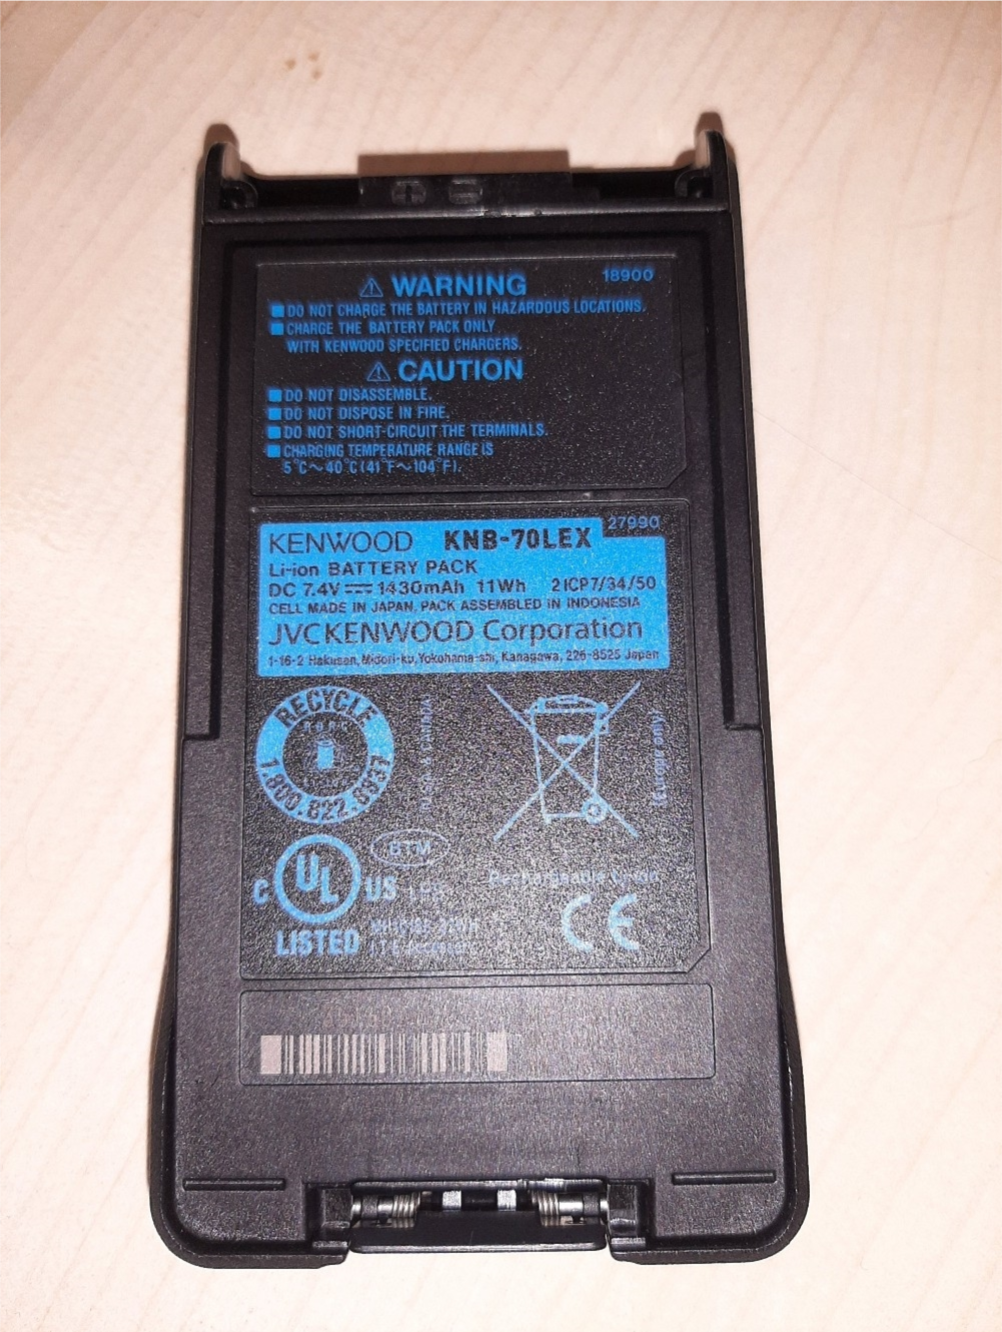 WARNING
18900
DO NOT CHARGE THE BATTERY IN HAZARDOUS LOCATIONS.
CHARGE THE BATTERY PACK ONLY
WITH KENWOOD SPECIFIED CHARGERS.
CAUTION
DO NOT DISASSEMBLE.
DO NOT DISPOSE IN FIRE.
DO NOT SHORT-CIRCUIT THE TERMINALS.
CHARGING TEMPERATURE RANGE IS
5°C~40°C(41°F~104°F).
27990
KENWOOD KNB-70LEX
Li-ion BATTERY PACK
DC 7.4V 1430mAh 11Wh 2ICP7/34/50
CELL MADE IN JAPAN, PACK ASSEMBLED IN INDONESIA
JVCKENWOOD Corporation
1-16-2 Hakusan, Midori-ku, Yokohama-shi, Kanagawa, 226-8525 Japan
RECYCLE
RBRC
1.800.822.8837
C UL US
LISTED
CE